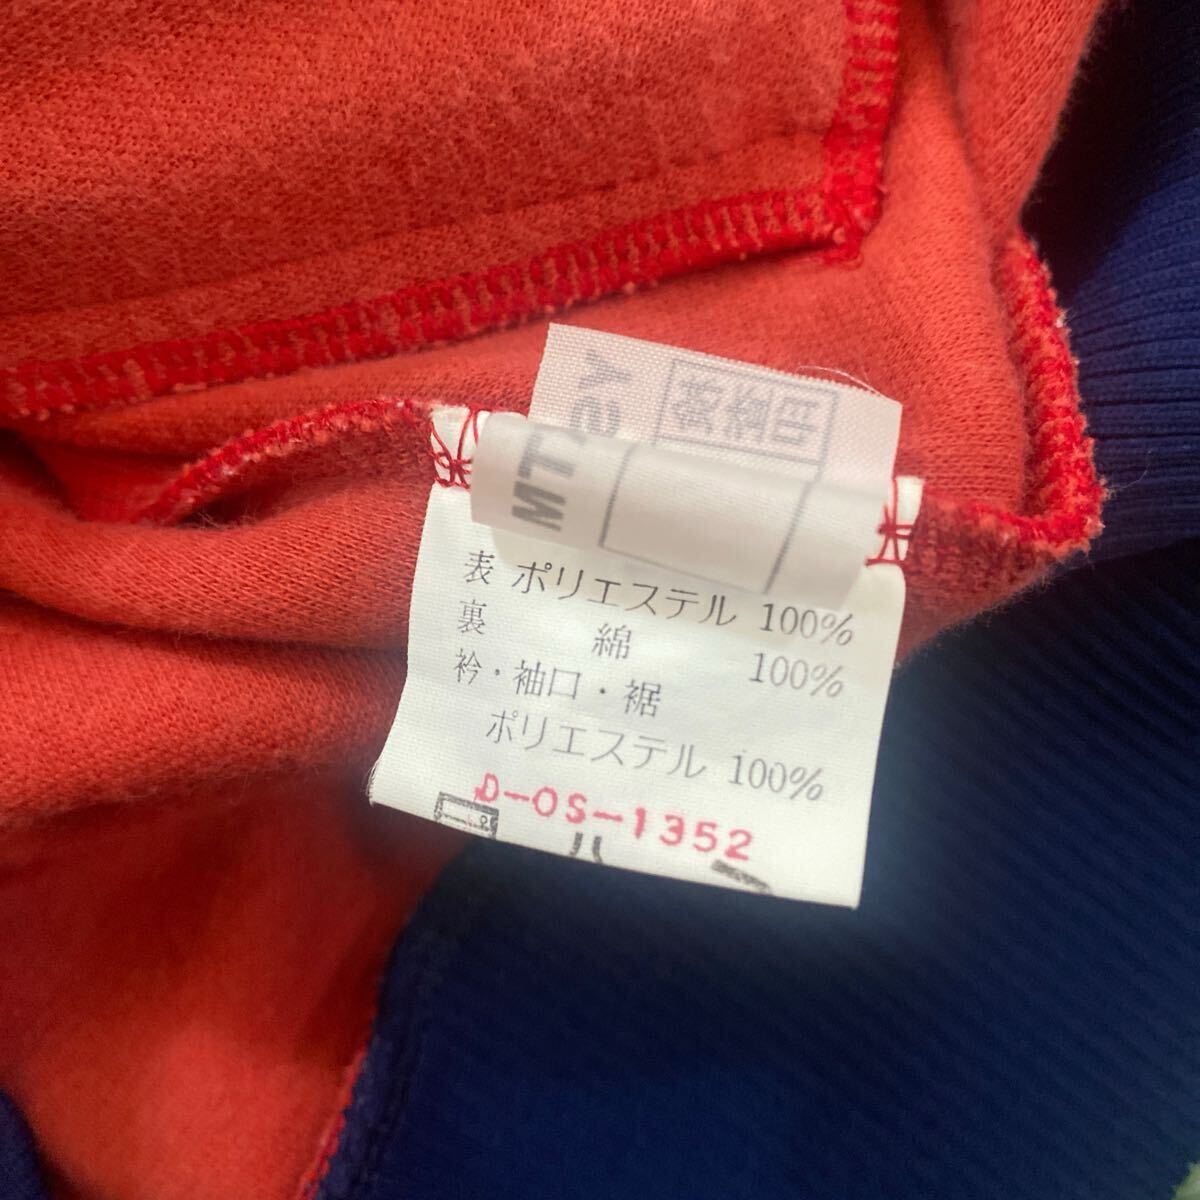 表 ポリエステル 100%
裏 綿 100%
衿・袖口・裾
ポリエステル 100%
D-OS-1352